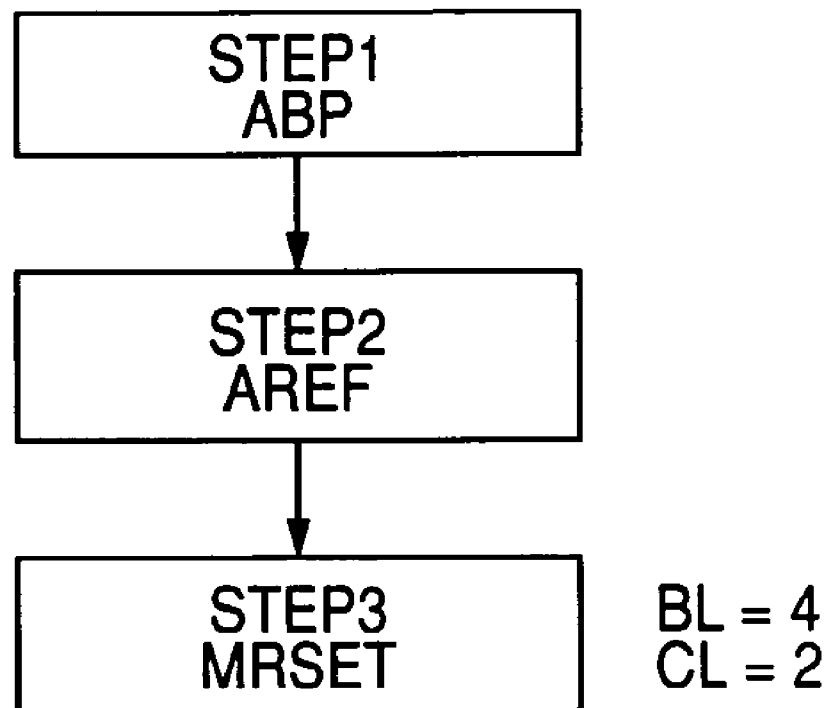 STEP1
ABP
STEP2
AREF
STEP3
MRSET
BL = 4
CL = 2